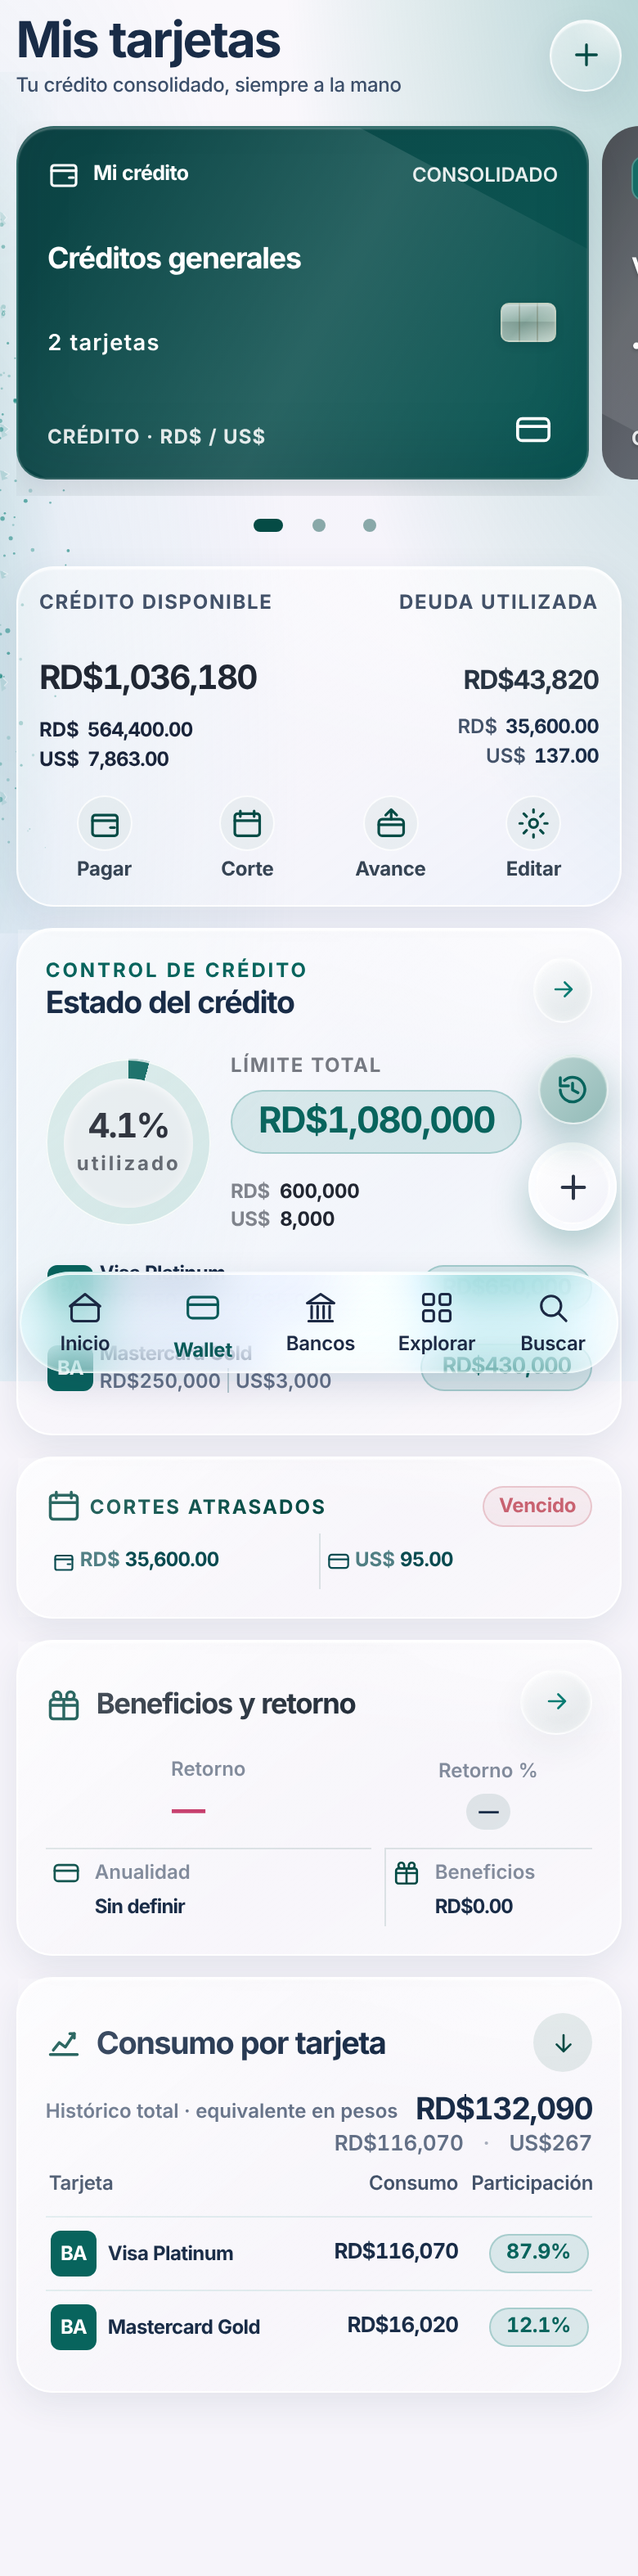 Mis tarjetas
Tu crédito consolidado, siempre a la mano
Mi crédito
CONSOLIDADO
Créditos generales
2 tarjetas
CRÉDITO · RD$ / US$
CRÉDITO DISPONIBLE
DEUDA UTILIZADA
RD$1,036,180
RD$43,820
RD$ 564,400.00
RD$ 35,600.00
US$ 7,863.00
US$ 137.00
Pagar
Corte
Avance
Editar
CONTROL DE CRÉDITO
Estado del crédito
LÍMITE TOTAL
4.1%
utilizado
RD$1,080,000
RD$ 600,000
US$ 8,000
Visa Platinum
Inicio
Wallet
Bancos
Explorar
Buscar
BA
Mastercard Gold
RD$430,000
RD$250,000 | US$3,000
CORTES ATRASADOS
Vencido
RD$ 35,600.00
US$ 95.00
Beneficios y retorno
Retorno
Retorno %
—
—
Anualidad
Beneficios
Sin definir
RD$0.00
Consumo por tarjeta
Histórico total · equivalente en pesos RD$132,090
RD$116,070 · US$267
Tarjeta
Consumo
Participación
BA Visa Platinum RD$116,070 87.9%
BA Mastercard Gold RD$16,020 12.1%